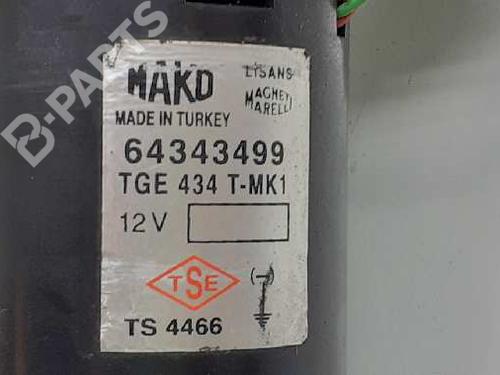 B-PARTS
MAKO
LİSANS
MAGNETİ
MARELLİ
MADE IN TURKEY
64343499
TGE 434 T-MK1
12V
TSE
(-)
TS 4466